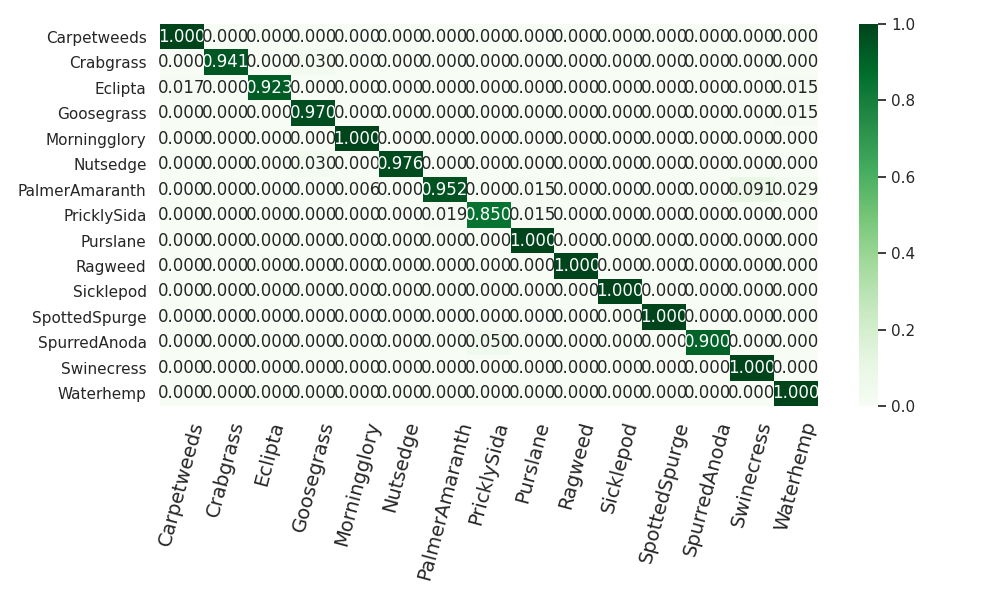 Carpetweeds 1.000 0.000 0.000 0.000 0.000 0.000 0.000 0.000 0.000 0.000 0.000 0.000 0.000 0.000 0.000
Crabgrass 0.000 0.941 0.000 0.030 0.000 0.000 0.000 0.000 0.000 0.000 0.000 0.000 0.000 0.000 0.000
Eclipta 0.017 0.000 0.923 0.000 0.000 0.000 0.000 0.000 0.000 0.000 0.000 0.000 0.000 0.000 0.015
Goosegrass 0.000 0.000 0.000 0.970 0.000 0.000 0.000 0.000 0.000 0.000 0.000 0.000 0.000 0.000 0.015
Morningglory 0.000 0.000 0.000 0.000 1.000 0.000 0.000 0.000 0.000 0.000 0.000 0.000 0.000 0.000 0.000
Nutsedge 0.000 0.000 0.000 0.030 0.000 0.976 0.000 0.000 0.000 0.000 0.000 0.000 0.000 0.000 0.000
PalmerAmaranth 0.000 0.000 0.000 0.000 0.006 0.000 0.952 0.000 0.015 0.000 0.000 0.000 0.000 0.091 0.029
PricklySida 0.000 0.000 0.000 0.000 0.000 0.000 0.019 0.850 0.015 0.000 0.000 0.000 0.000 0.000 0.000
Purslane 0.000 0.000 0.000 0.000 0.000 0.000 0.000 0.000 1.000 0.000 0.000 0.000 0.000 0.000 0.000
Ragweed 0.000 0.000 0.000 0.000 0.000 0.000 0.000 0.000 0.000 1.000 0.000 0.000 0.000 0.000 0.000
Sicklepod 0.000 0.000 0.000 0.000 0.000 0.000 0.000 0.000 0.000 0.000 1.000 0.000 0.000 0.000 0.000
SpottedSpurge 0.000 0.000 0.000 0.000 0.000 0.000 0.000 0.000 0.000 0.000 0.000 1.000 0.000 0.000 0.000
SpurredAnoda 0.000 0.000 0.000 0.000 0.000 0.000 0.000 0.050 0.000 0.000 0.000 0.000 0.900 0.000 0.000
Swinecress 0.000 0.000 0.000 0.000 0.000 0.000 0.000 0.000 0.000 0.000 0.000 0.000 0.000 1.000 0.000
Waterhemp 0.000 0.000 0.000 0.000 0.000 0.000 0.000 0.000 0.000 0.000 0.000 0.000 0.000 0.000 1.000
Carpetweeds
Crabgrass
Eclipta
Goosegrass
Morningglory
Nutsedge
PalmerAmaranth
PricklySida
Purslane
Ragweed
Sicklepod
SpottedSpurge
SpurredAnoda
Swinecress
Waterhemp
1.0
0.8
0.6
0.4
0.2
0.0